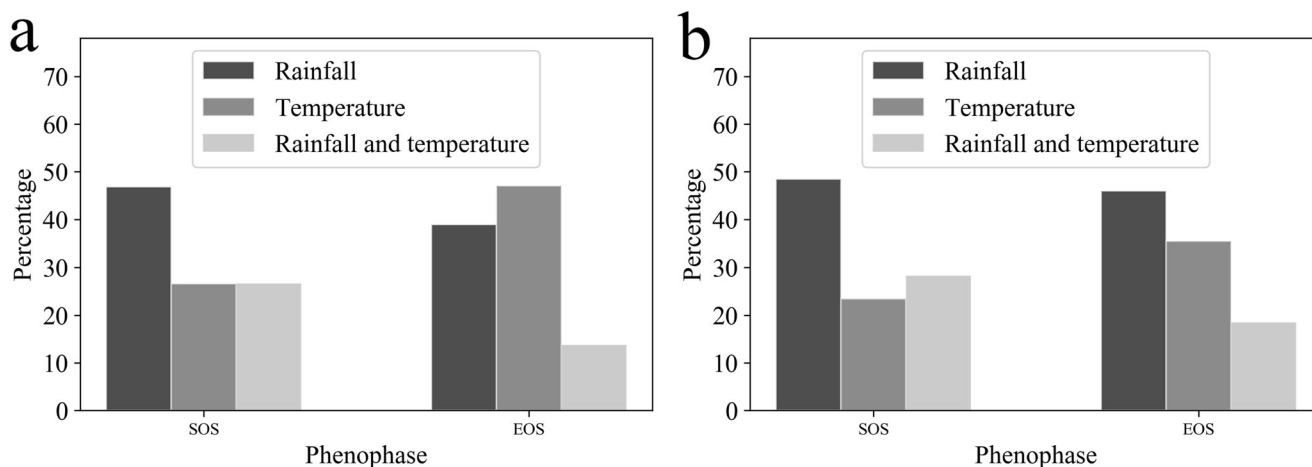 a
70
60
50
40
30
20
10
0
Percentage
Rainfall
Temperature
Rainfall and temperature
SOS
EOS
Phenophase
b
70
60
50
40
30
20
10
0
Percentage
Rainfall
Temperature
Rainfall and temperature
SOS
EOS
Phenophase